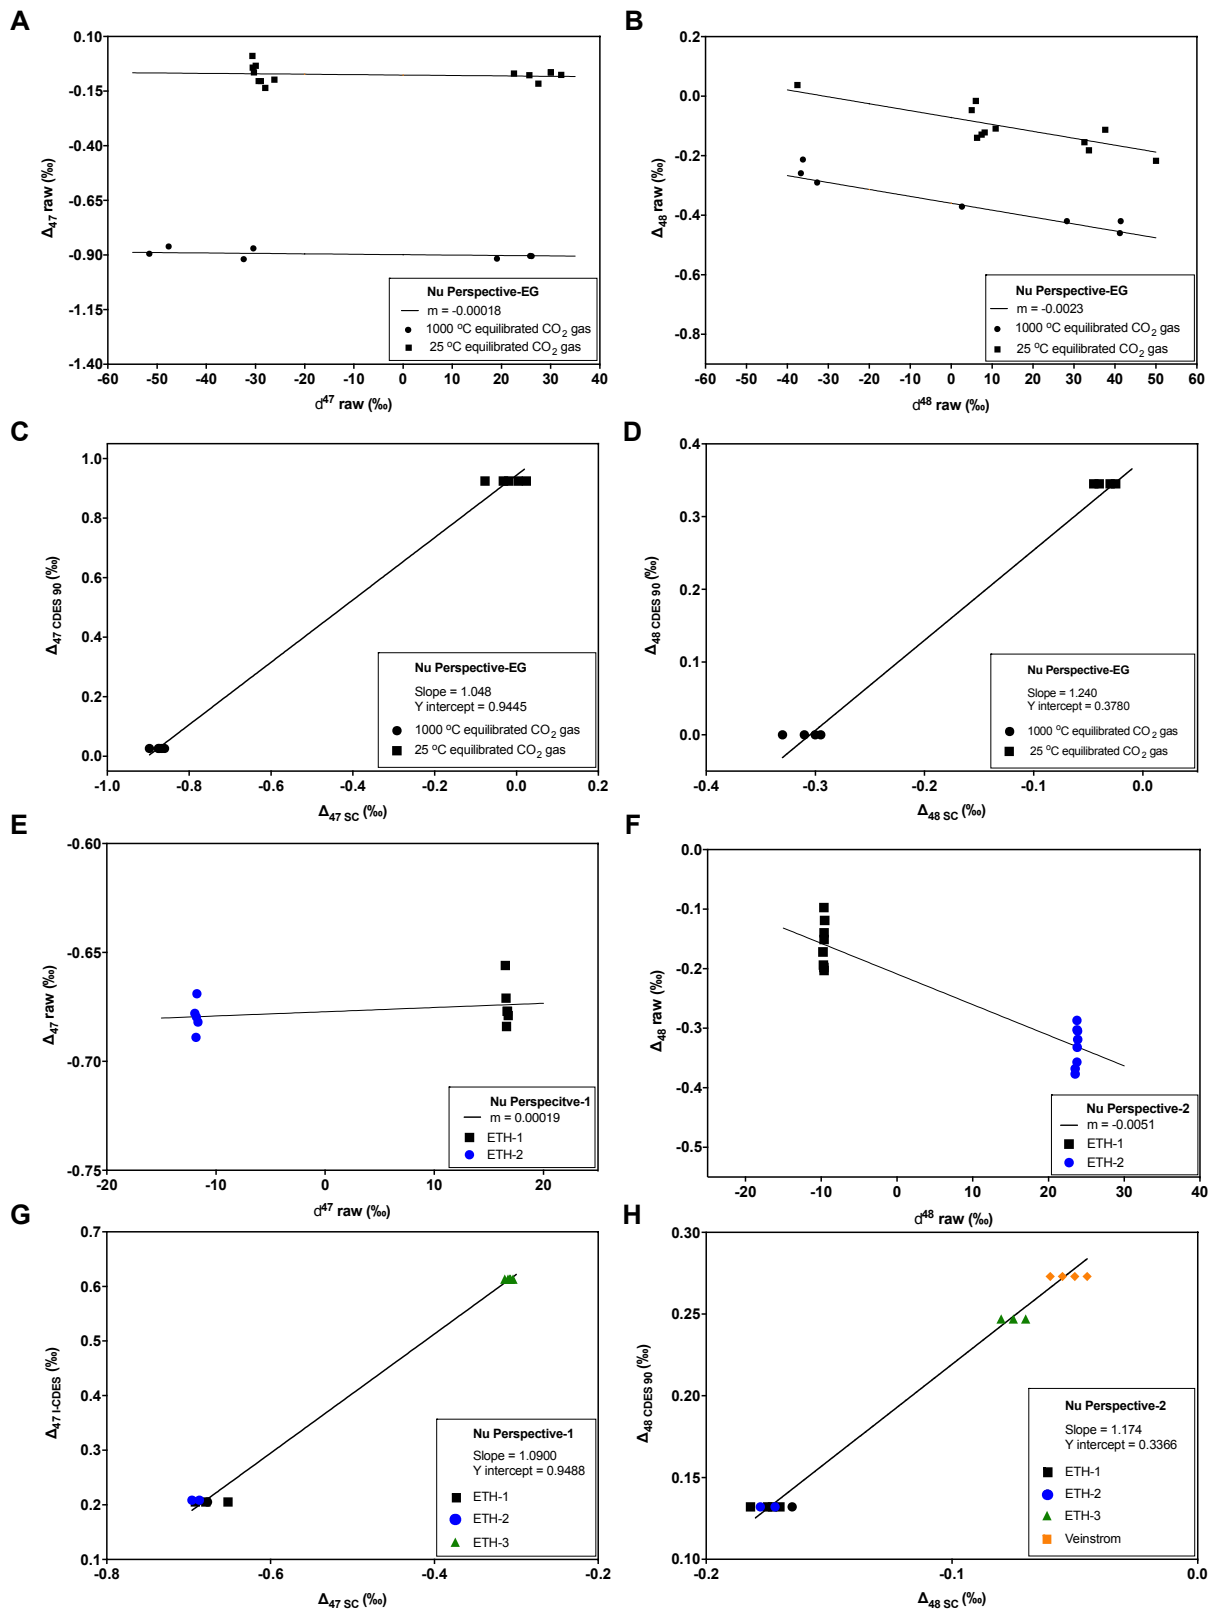 A
0.10
-0.15
-0.40
-0.65
-0.90
-1.15
-1.40
Δ47 raw (‰)
Nu Perspective-EG
m = -0.00018
1000 ºC equilibrated CO2 gas
25 ºC equilibrated CO2 gas
-60 -50 -40 -30 -20 -10 0 10 20 30 40
d47 raw (‰)
B
0.2
0.0
-0.2
-0.4
-0.6
-0.8
Δ48 raw (‰)
Nu Perspective-EG
m = -0.0023
1000 ºC equilibrated CO2 gas
25 ºC equilibrated CO2 gas
-60 -50 -40 -30 -20 -10 0 10 20 30 40 50 60
d48 raw (‰)
C
1.0
0.8
0.6
0.4
0.2
0.0
Δ47 CDES 90 (‰)
Nu Perspective-EG
Slope = 1.048
Y intercept = 0.9445
1000 ºC equilibrated CO2 gas
25 ºC equilibrated CO2 gas
-1.0 -0.8 -0.6 -0.4 -0.2 0.0 0.2
Δ47 SC (‰)
D
0.4
0.3
0.2
0.1
0.0
Δ48 CDES 90 (‰)
Nu Perspective-EG
Slope = 1.240
Y intercept = 0.3780
1000 ºC equilibrated CO2 gas
25 ºC equilibrated CO2 gas
-0.4 -0.3 -0.2 -0.1 0.0
Δ48 SC (‰)
E
-0.60
-0.65
-0.70
-0.75
Δ47 raw (‰)
Nu Perspecitve-1
m = 0.00019
ETH-1
ETH-2
-20 -10 0 10 20
d47 raw (‰)
F
0.0
-0.1
-0.2
-0.3
-0.4
-0.5
Δ48 raw (‰)
Nu Perspective-2
m = -0.0051
ETH-1
ETH-2
-20 -10 0 10 20 30 40
d48 raw (‰)
G
0.7
0.6
0.5
0.4
0.3
0.2
0.1
Δ47 I-CDES (‰)
Nu Perspective-1
Slope = 1.0900
Y intercept = 0.9488
ETH-1
ETH-2
ETH-3
-0.8 -0.6 -0.4 -0.2
Δ47 SC (‰)
H
0.30
0.25
0.20
0.15
0.10
Δ48 CDES 90 (‰)
Nu Perspective-2
Slope = 1.174
Y intercept = 0.3366
ETH-1
ETH-2
ETH-3
Veinstrom
-0.2 -0.1 0.0
Δ48 SC (‰)